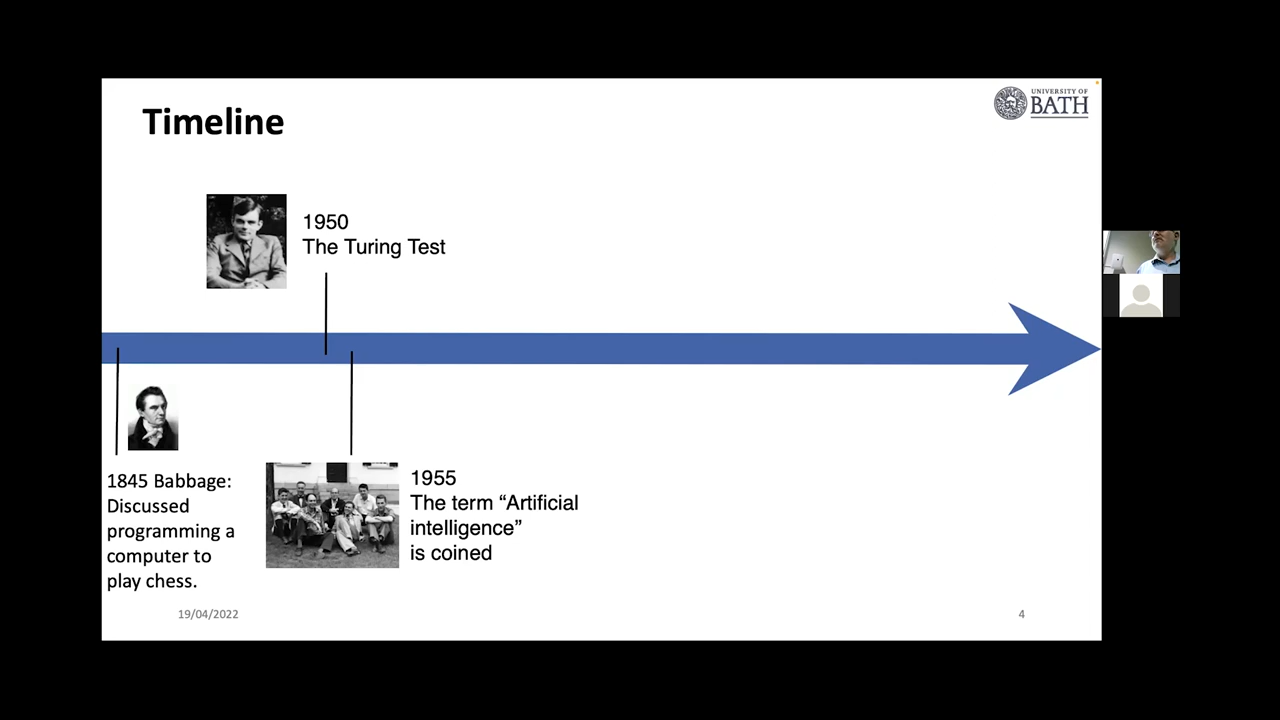 Timeline
UNIVERSITY OF
BATH
1950
The Turing Test
1845 Babbage:
Discussed
programming a
computer to
play chess.
1955
The term “Artificial
intelligence”
is coined
19/04/2022
4